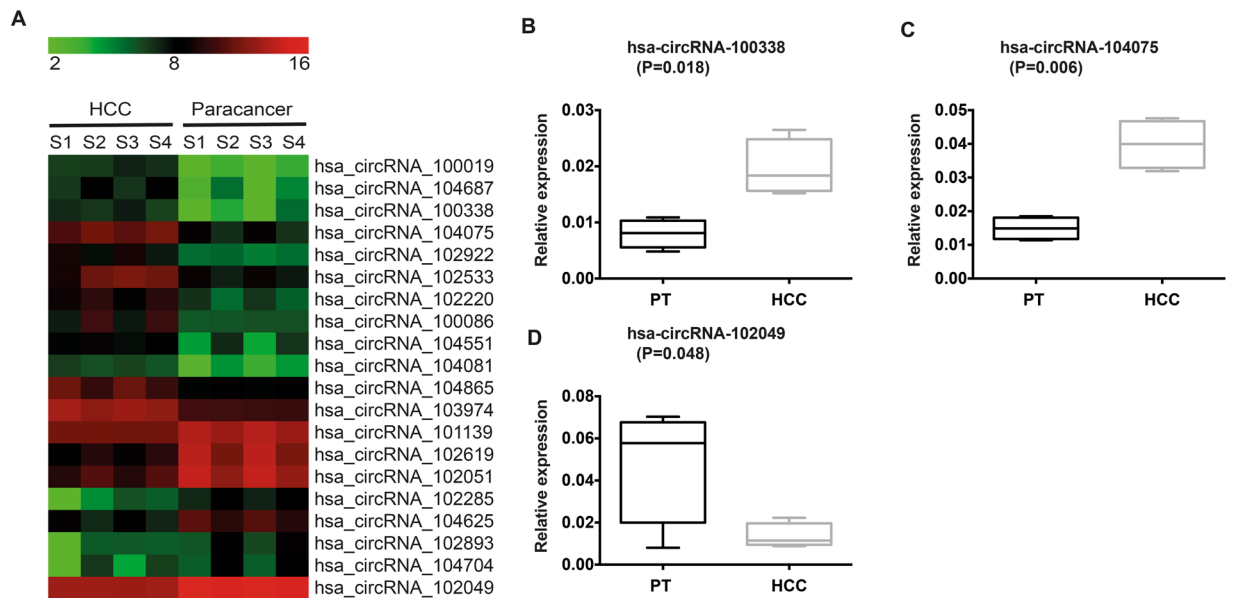 A
2 8 16
HCC Paracancer
S1 S2 S3 S4 S1 S2 S3 S4
hsa_circRNA_100019
hsa_circRNA_104687
hsa_circRNA_100338
hsa_circRNA_104075
hsa_circRNA_102922
hsa_circRNA_102533
hsa_circRNA_102220
hsa_circRNA_100086
hsa_circRNA_104551
hsa_circRNA_104081
hsa_circRNA_104865
hsa_circRNA_103974
hsa_circRNA_101139
hsa_circRNA_102619
hsa_circRNA_102051
hsa_circRNA_102285
hsa_circRNA_104625
hsa_circRNA_102893
hsa_circRNA_104704
hsa_circRNA_102049
B
hsa-circRNA-100338
(P=0.018)
Relative expression
0.03
0.02
0.01
0.00
PT HCC
C
hsa-circRNA-104075
(P=0.006)
Relative expression
0.05
0.04
0.03
0.02
0.01
0.00
PT HCC
D
hsa-circRNA-102049
(P=0.048)
Relative expression
0.08
0.06
0.04
0.02
0.00
PT HCC